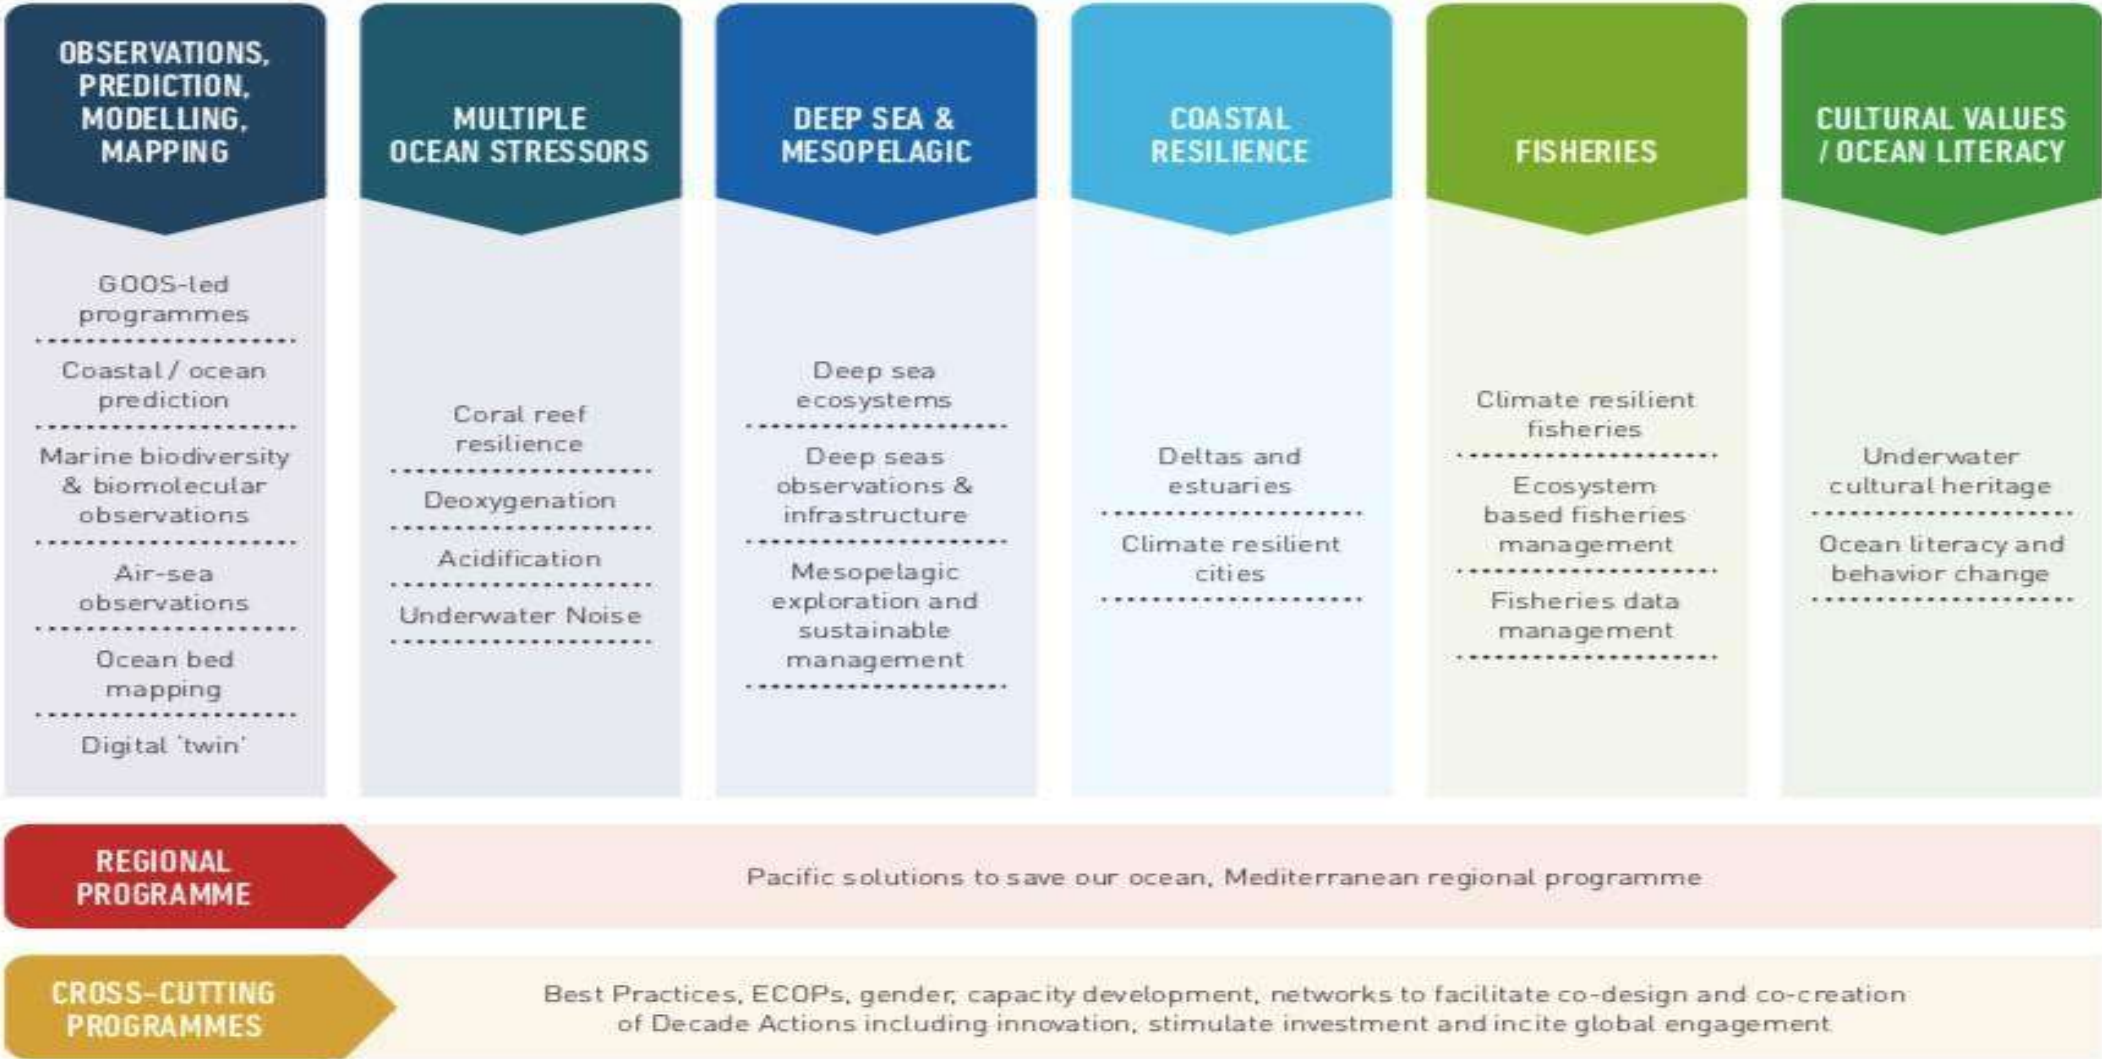 OBSERVATIONS,
PREDICTION,
MODELLING,
MAPPING
GOOS-led
programmes
Coastal / ocean
prediction
Marine biodiversity
& biomolecular
observations
Air-sea
observations
Ocean bed
mapping
Digital 'twin'
MULTIPLE
OCEAN STRESSORS
Coral reef
resilience
Deoxygenation
Acidification
Underwater Noise
DEEP SEA &
MESOPELAGIC
Deep sea
ecosystems
Deep seas
observations &
infrastructure
Mesopelagic
exploration and
sustainable
management
COASTAL
RESILIENCE
Deltas and
estuaries
Climate resilient
cities
FISHERIES
Climate resilient
fisheries
Ecosystem
based fisheries
management
Fisheries data
management
CULTURAL VALUES
/ OCEAN LITERACY
Underwater
cultural heritage
Ocean literacy and
behavior change
REGIONAL
PROGRAMME
Pacific solutions to save our ocean, Mediterranean regional programme
CROSS-CUTTING
PROGRAMMES
Best Practices, ECOPs, gender, capacity development, networks to facilitate co-design and co-creation
of Decade Actions including innovation, stimulate investment and incite global engagement